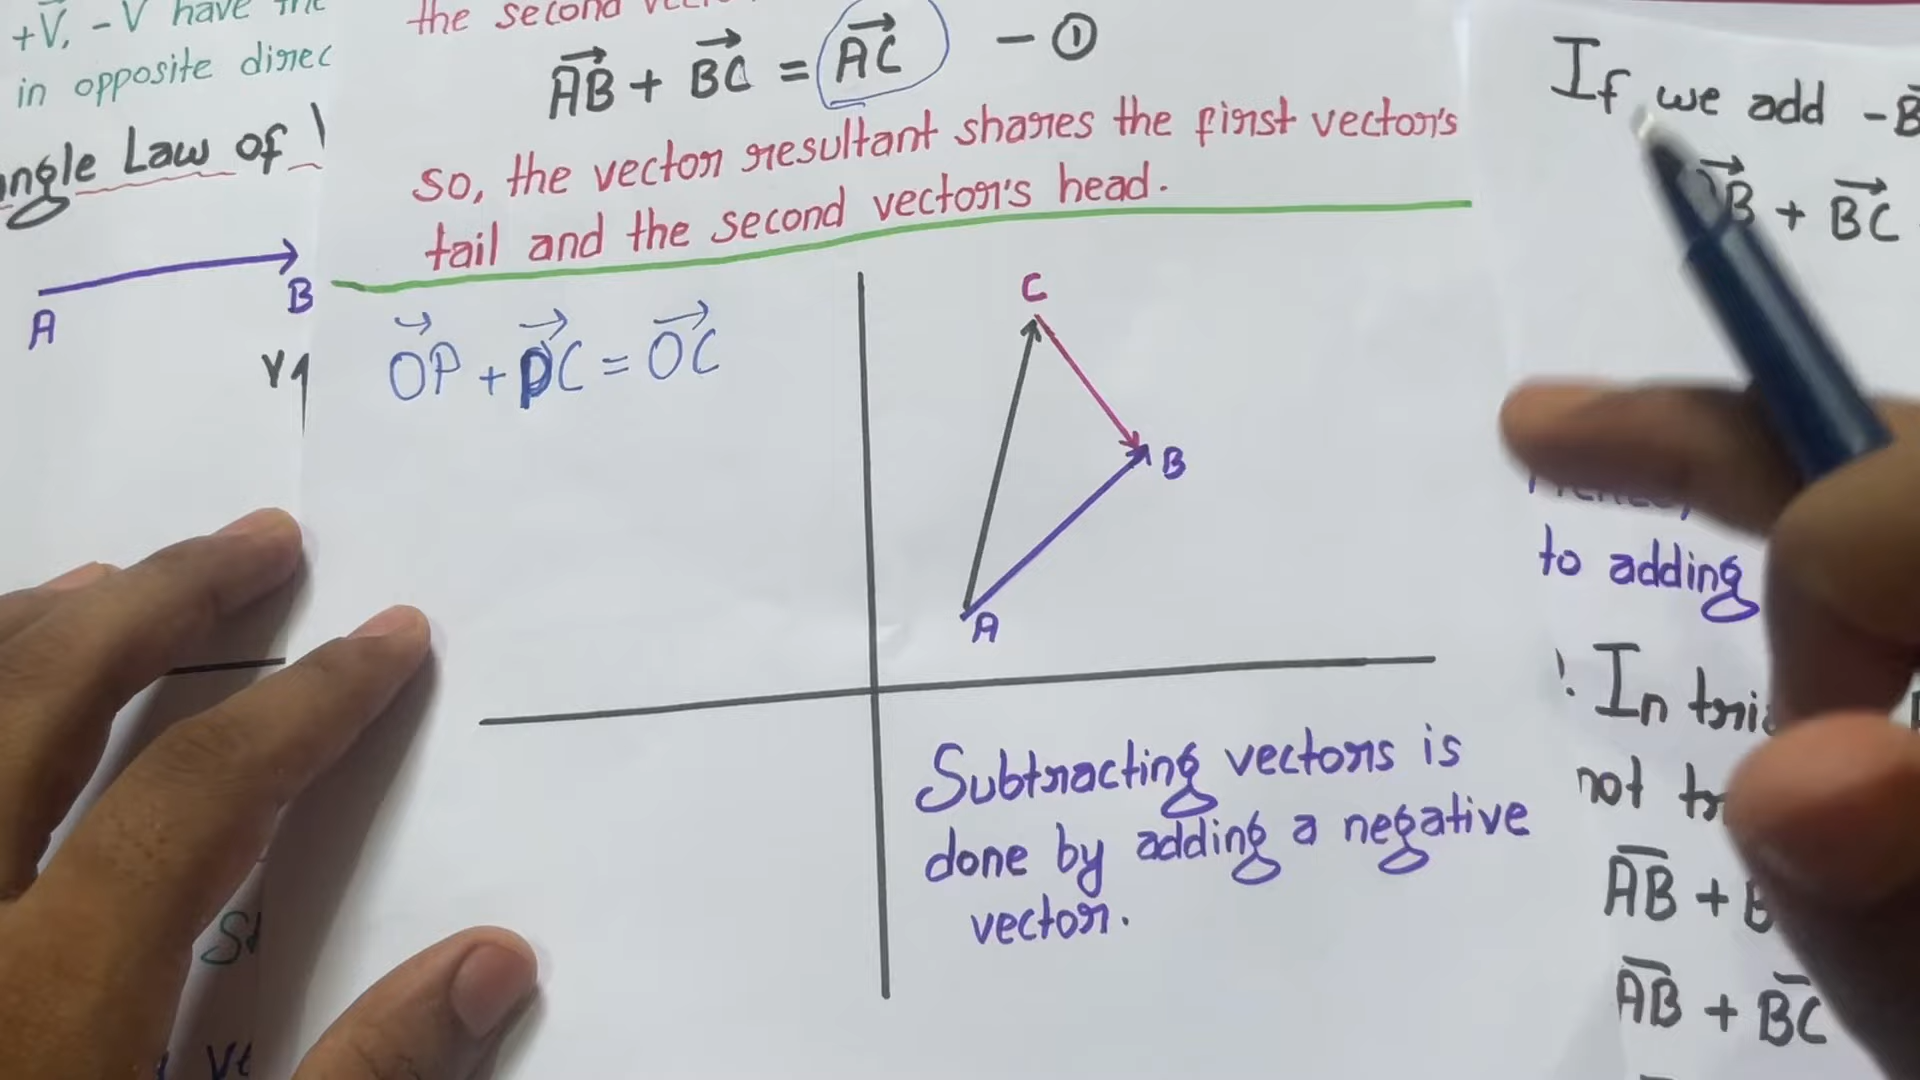 +V, -V have the
in opposite direc
Law of
A
B
Y
the second
AB + BC = AC - ①
So, the vector resultant shares the first vector's
tail and the second vector's head.
OP + PC = OC
C
B
A
Subtracting vectors is
done by adding a negative
vector.
If we add -B
B + BC
to adding
In
not
AB +
AB + BC